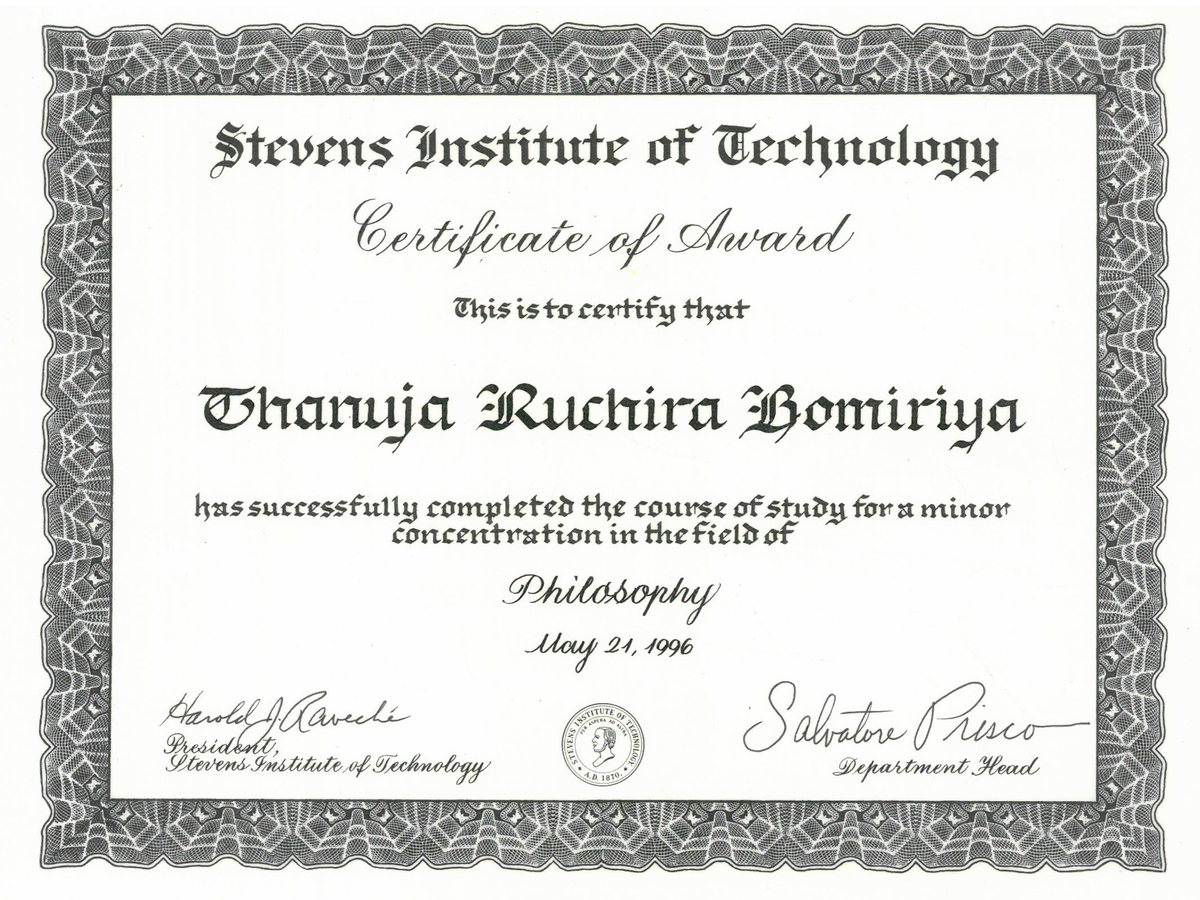 Stevens Institute of Technology
Certificate of Award
This is to certify that
Thanuja Ruchira Bomiriya
has successfully completed the course of study for a minor
concentration in the field of
Philosophy
May 21, 1996
Harold J. Raveché
President,
Stevens Institute of Technology
STEVENS INSTITUTE OF TECHNOLOGY
PER ASPERA AD ASTRA
A.D. 1870.
Salvatore Prisco
Department Head